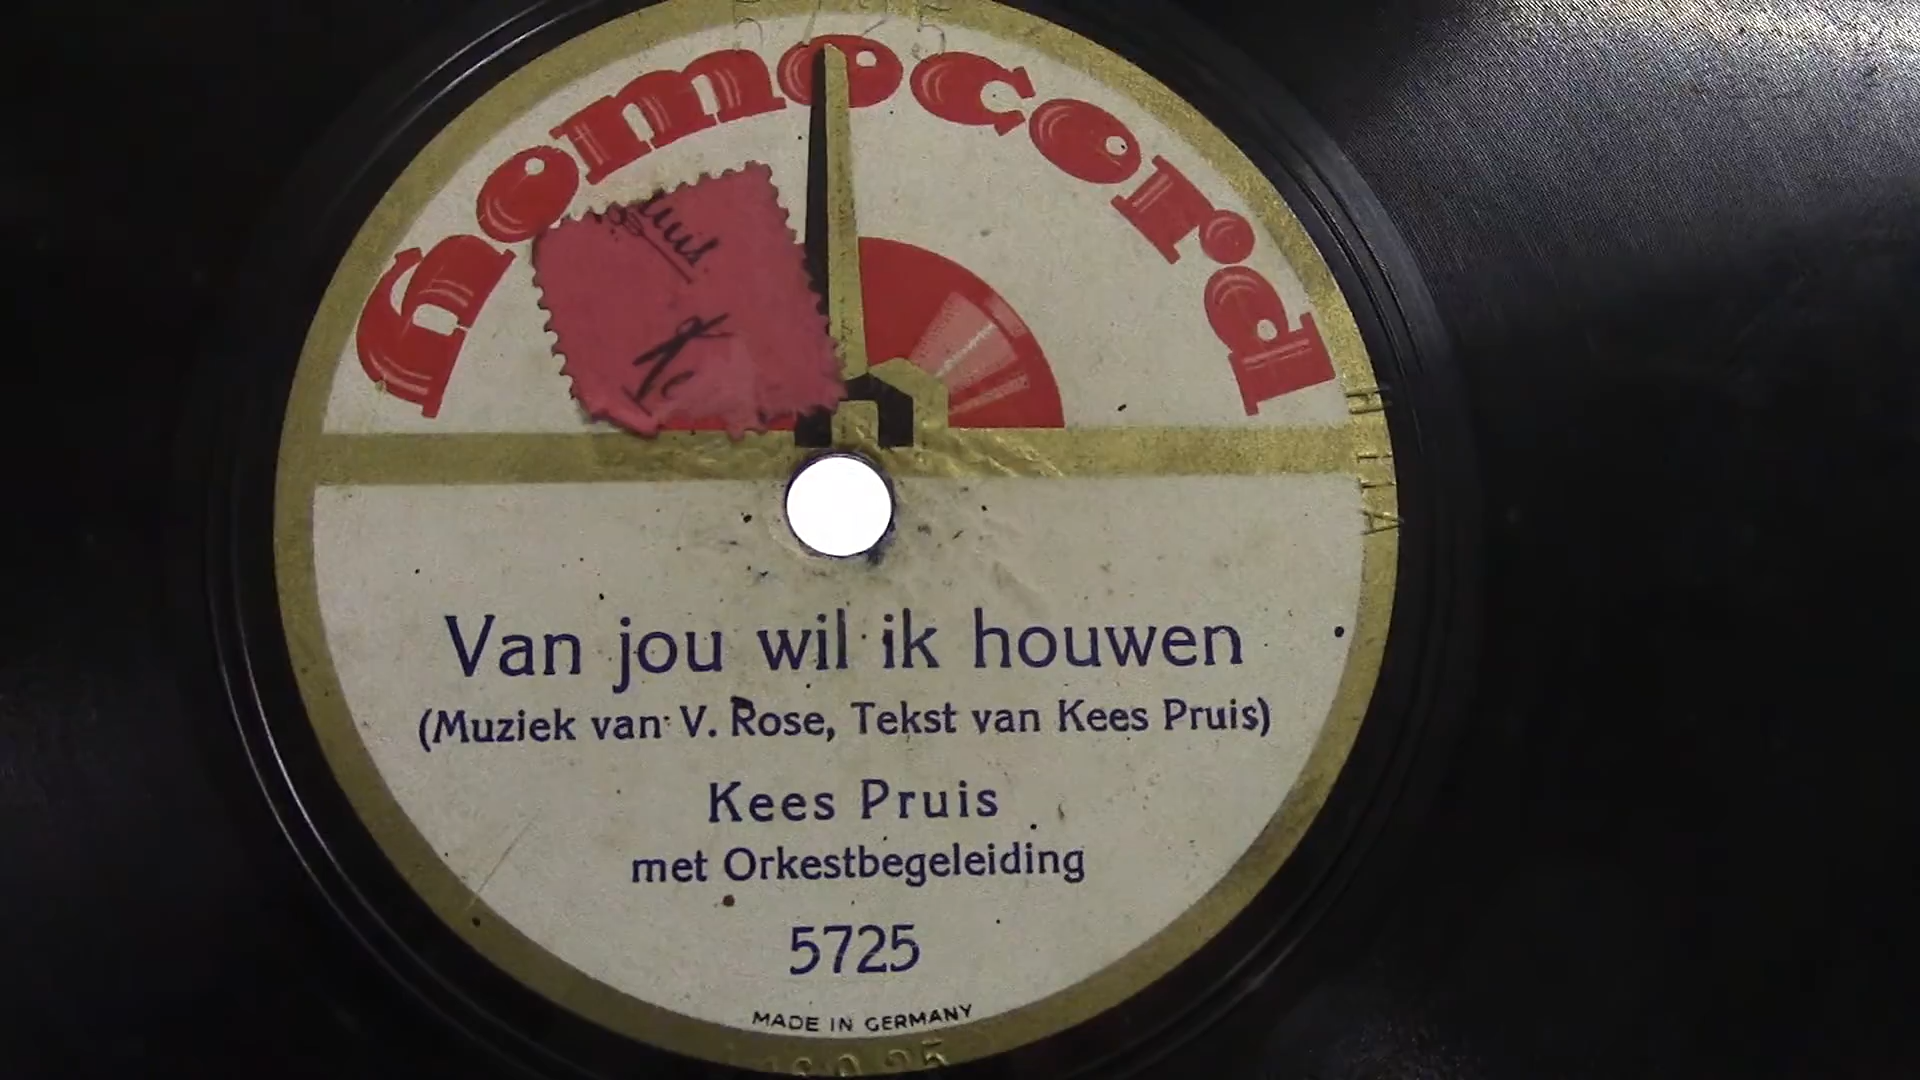 homocord
Van jou wil ik houwen
(Muziek van V. Rose, Tekst van Kees Pruis)
Kees Pruis
met Orkestbegeleiding
5725
MADE IN GERMANY